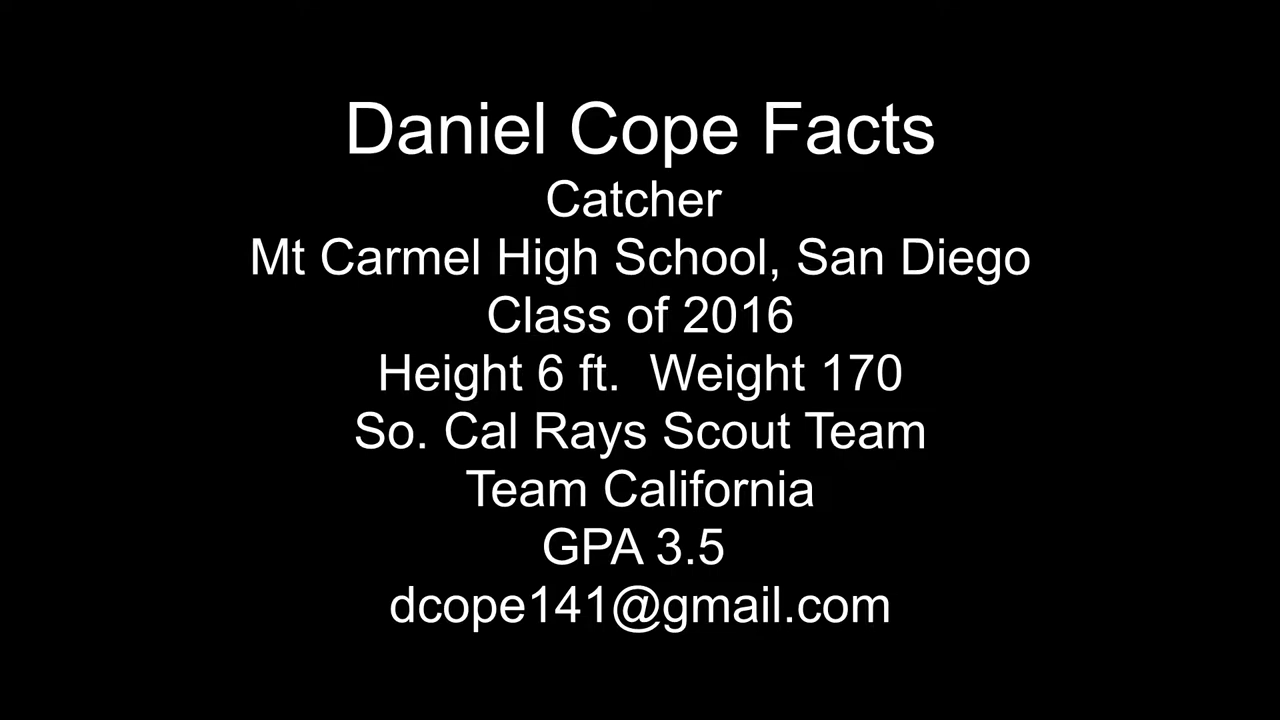 Daniel Cope Facts
Catcher
Mt Carmel High School, San Diego
Class of 2016
Height 6 ft.  Weight 170
So. Cal Rays Scout Team
Team California
GPA 3.5
dcope141@gmail.com